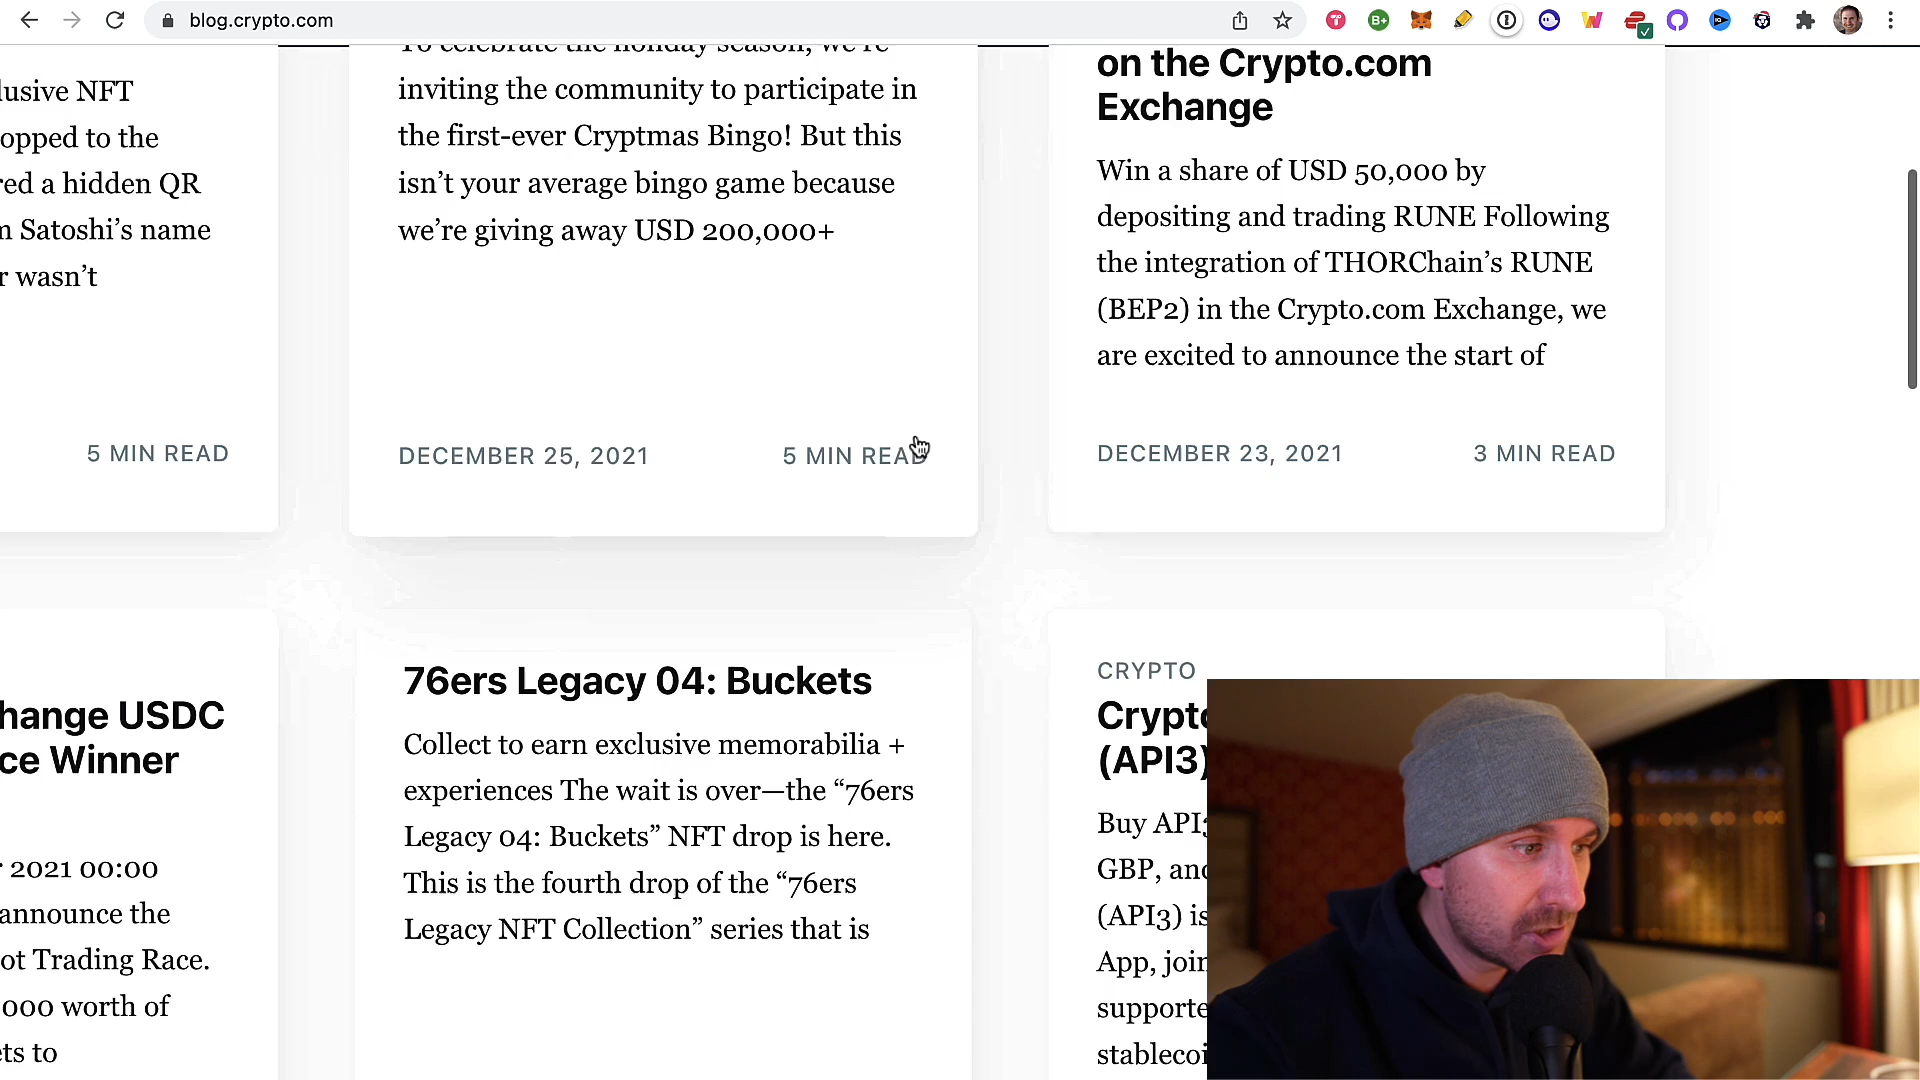 blog.crypto.com
lusive NFT
opped to the
red a hidden QR
Satoshi's name
r wasn't
5 MIN READ
To celebrate the holiday season, we're
inviting the community to participate in
the first-ever Cryptmas Bingo! But this
isn't your average bingo game because
we're giving away USD 200,000+
DECEMBER 25, 2021
5 MIN READ
on the Crypto.com
Exchange
Win a share of USD 50,000 by
depositing and trading RUNE Following
the integration of THORChain's RUNE
(BEP2) in the Crypto.com Exchange, we
are excited to announce the start of
DECEMBER 23, 2021
3 MIN READ
hange USDC
ce Winner
2021 00:00
announce the
ot Trading Race.
000 worth of
ets to
76ers Legacy 04: Buckets
Collect to earn exclusive memorabilia +
experiences The wait is over—the “76ers
Legacy 04: Buckets” NFT drop is here.
This is the fourth drop of the “76ers
Legacy NFT Collection” series that is
CRYPTO
Crypto
(API3)
Buy API3
GBP, and
(API3) is
App, join
supporte
stablecoi